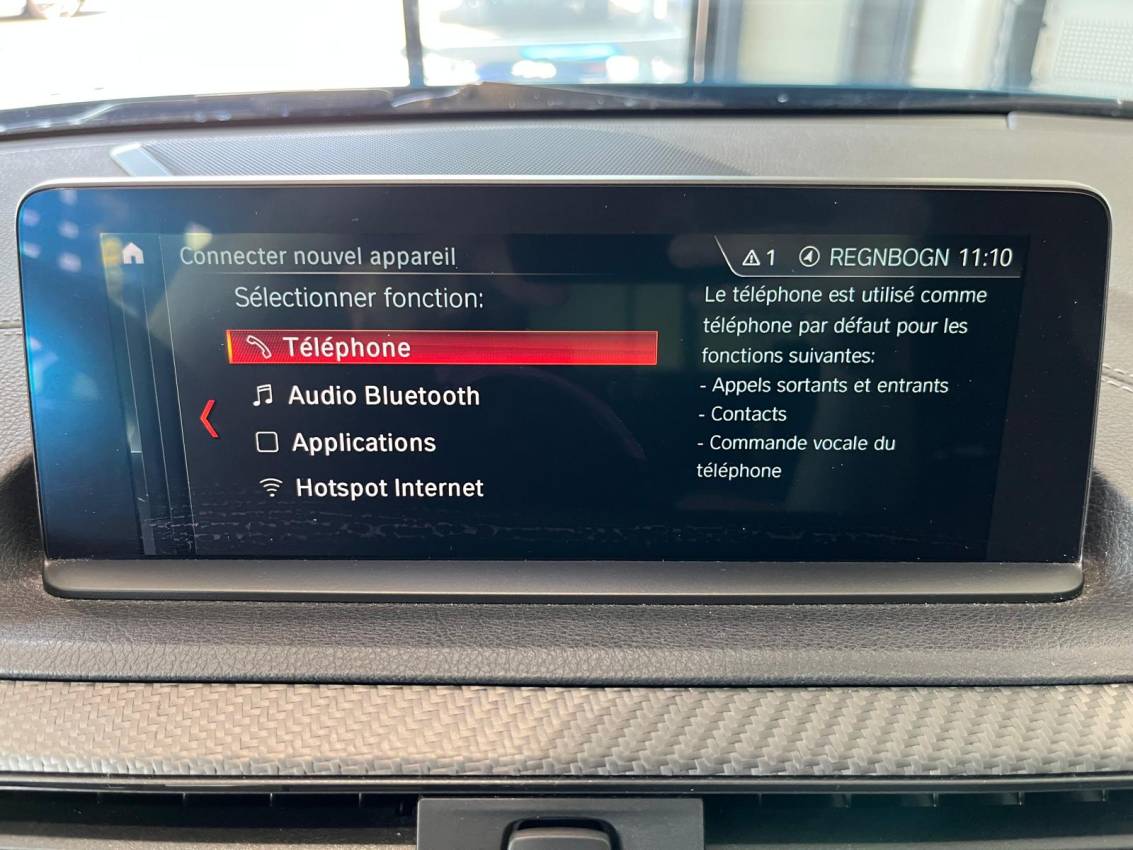 Connecter nouvel appareil
1 REGNBOGN 11:10
Sélectionner fonction:
Téléphone
Audio Bluetooth
Applications
Hotspot Internet
Le téléphone est utilisé comme
téléphone par défaut pour les
fonctions suivantes:
- Appels sortants et entrants
- Contacts
- Commande vocale du
téléphone